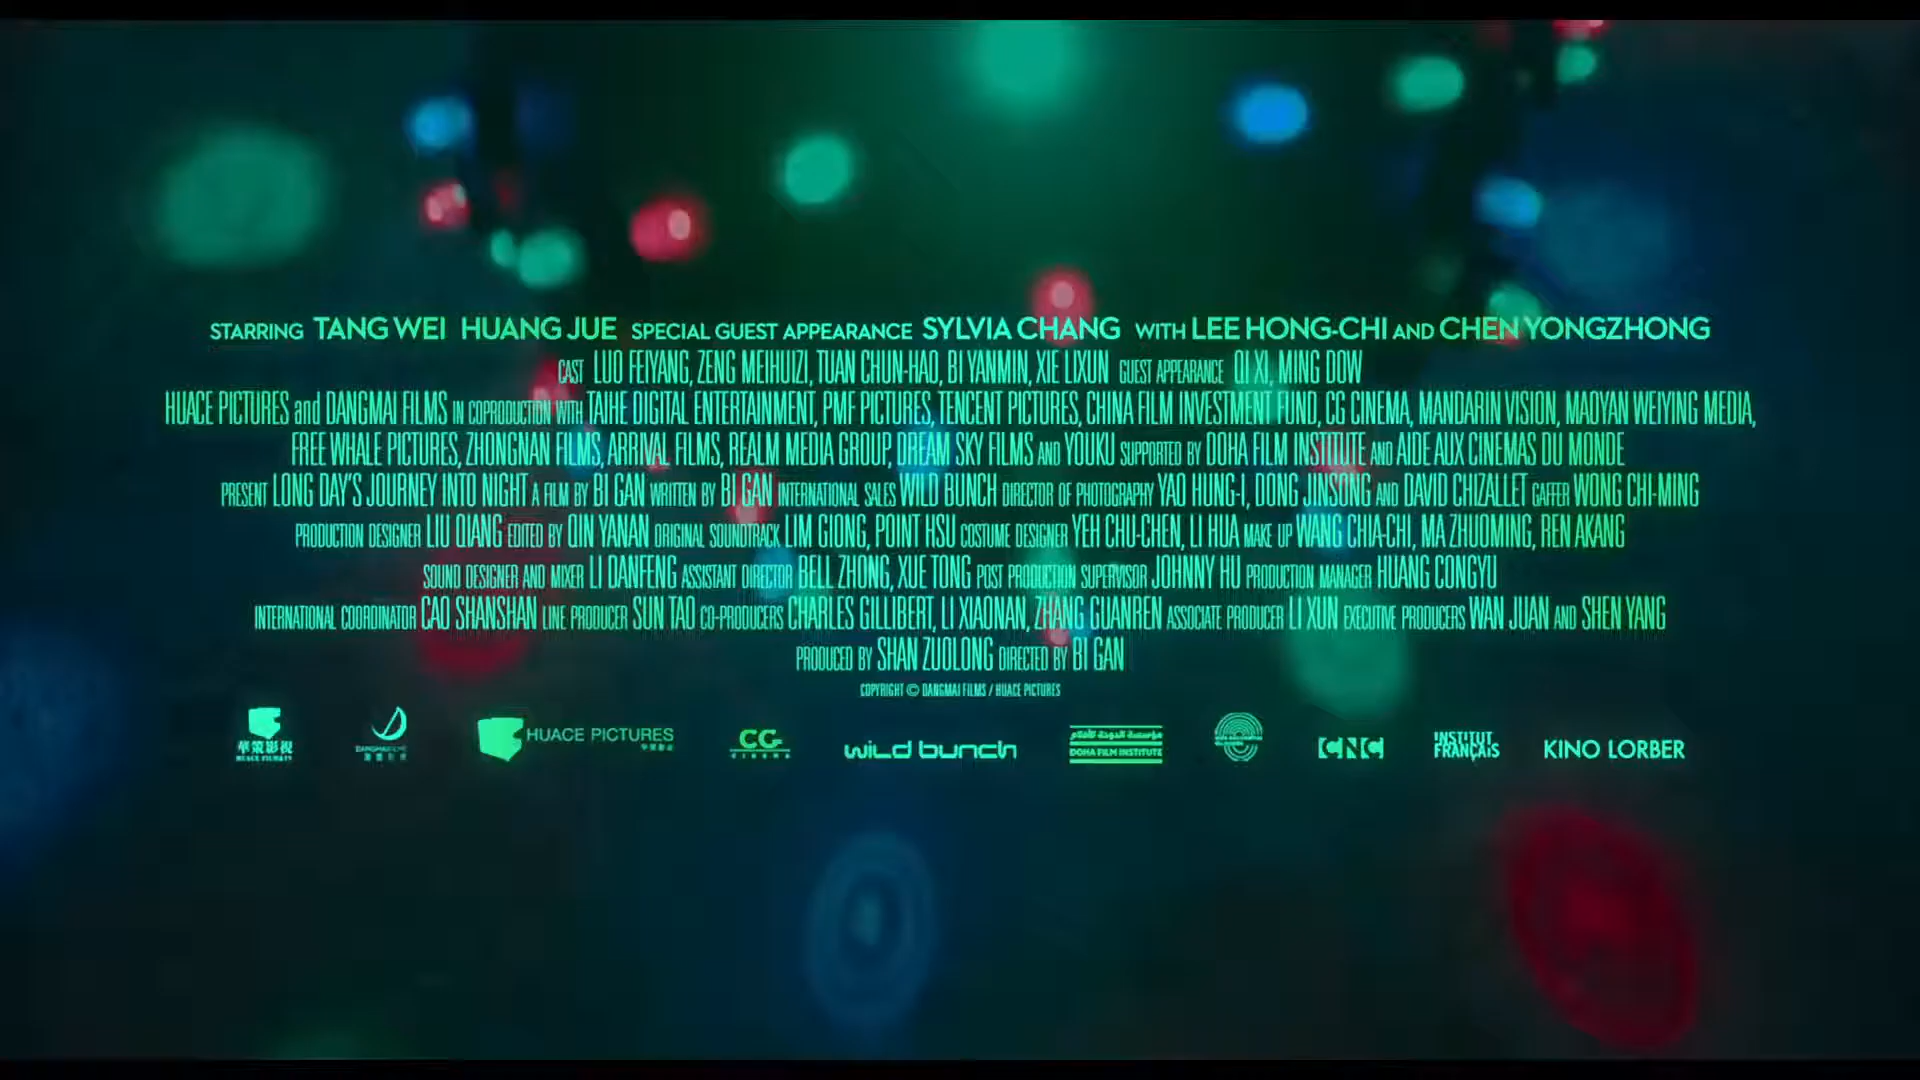 STARRING TANG WEI HUANG JUE SPECIAL GUEST APPEARANCE SYLVIA CHANG WITH LEE HONG-CHI AND CHEN YONGZHONG
CAST LUO FEIYANG, ZENG MEIHUIZI, TUAN CHUN-HAO, BI YANMIN, XIE LIXUN GUEST APPEARANCE QI XI, MING DOW
HUACE PICTURES and DANGMAI FILMS IN COPRODUCTION WITH TAIHE DIGITAL ENTERTAINMENT, PMF PICTURES, TENCENT PICTURES, CHINA FILM INVESTMENT FUND, CG CINEMA, MANDARIN VISION, MAOYAN WEIYING MEDIA,
FREE WHALE PICTURES, ZHONGNAN FILMS, ARRIVAL FILMS, REALM MEDIA GROUP, DREAM SKY FILMS AND YOUKU SUPPORTED BY DOHA FILM INSTITUTE AND AIDE AUX CINEMAS DU MONDE
PRESENT LONG DAY'S JOURNEY INTO NIGHT A FILM BY BI GAN WRITTEN BY BI GAN INTERNATIONAL SALES WILD BUNCH DIRECTOR OF PHOTOGRAPHY YAO HUNG-I, DONG JINSONG AND DAVID CHIZALLET GAFFER WONG CHI-MING
PRODUCTION DESIGNER LIU QIANG EDITED BY QIN YANAN ORIGINAL SOUNDTRACK LIM GIONG, POINT HSU COSTUME DESIGNER YEH CHU-CHEN, LI HUA MAKE UP WANG CHIA-CHI, MA ZHUOMING, REN AKANG
SOUND DESIGNER AND MIXER LI DANFENG ASSISTANT DIRECTOR BELL ZHONG, XUE TONG POST PRODUCTION SUPERVISOR JOHNNY HU PRODUCTION MANAGER HUANG CONGYU
INTERNATIONAL COORDINATOR CAO SHANSHAN LINE PRODUCER SUN TAO CO-PRODUCERS CHARLES GILLIBERT, LI XIAONAN, ZHANG GUANREN ASSOCIATE PRODUCER LI XUN EXECUTIVE PRODUCERS WAN JUAN AND SHEN YANG
PRODUCED BY SHAN ZUOLONG DIRECTED BY BI GAN
COPYRIGHT © DANGMAI FILMS / HUACE PICTURES
華策影視
HUACE FILM&TV
HUACE PICTURES
CG
CINEMA
wild bunch
مؤسسة الدوحة للأفلام
DOHA FILM INSTITUTE
CNC
INSTITUT
FRANÇAIS
KINO LORBER